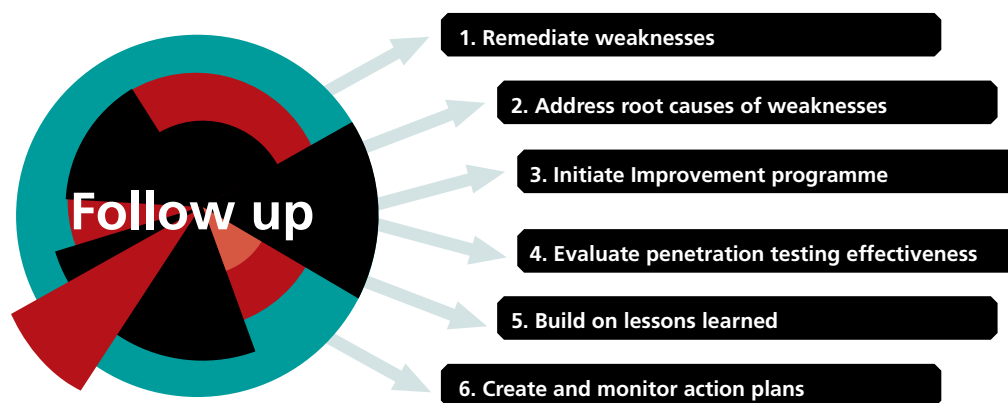 Follow up
1. Remediate weaknesses
2. Address root causes of weaknesses
3. Initiate Improvement programme
4. Evaluate penetration testing effectiveness
5. Build on lessons learned
6. Create and monitor action plans